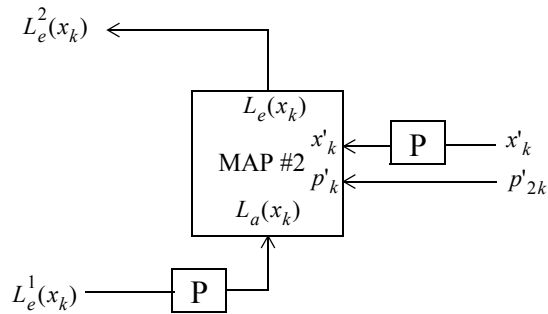 L_e^2(x_k)
L_e(x_k)
x'_k P x'_k
MAP #2
p'_k p'_{2k}
L_a(x_k)
L_e^1(x_k) P